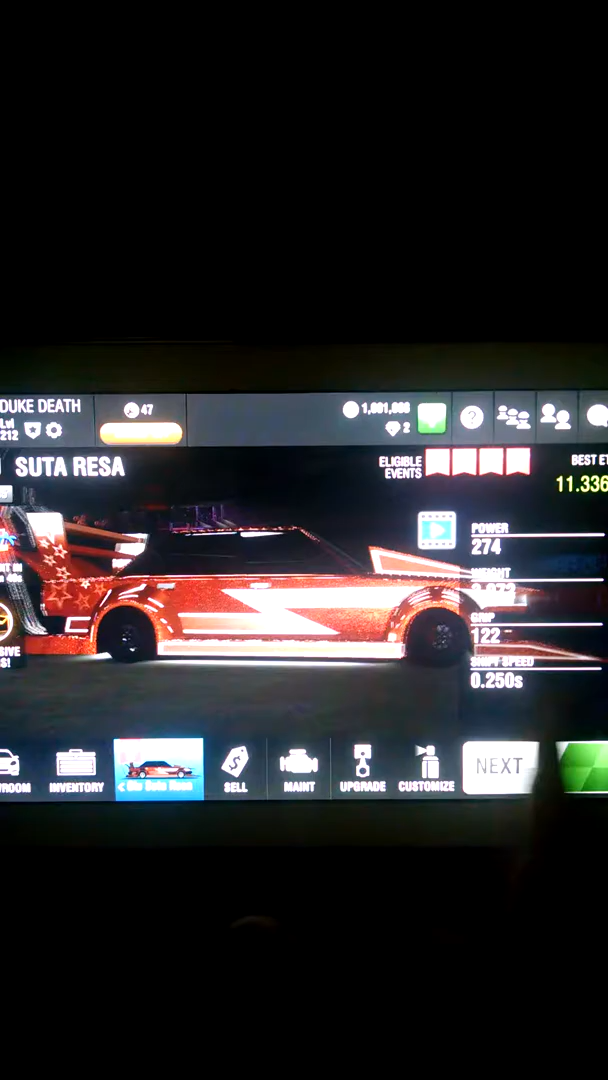 DUKE DEATH
Lvl
212
47
2
SUTA RESA
ELIGIBLE
EVENTS
BEST ET
11.336
POWER
274
WEIGHT
GRIP
122
SHIFT SPEED
0.250s
INVENTORY
SELL
MAINT
UPGRADE
CUSTOMIZE
NEXT